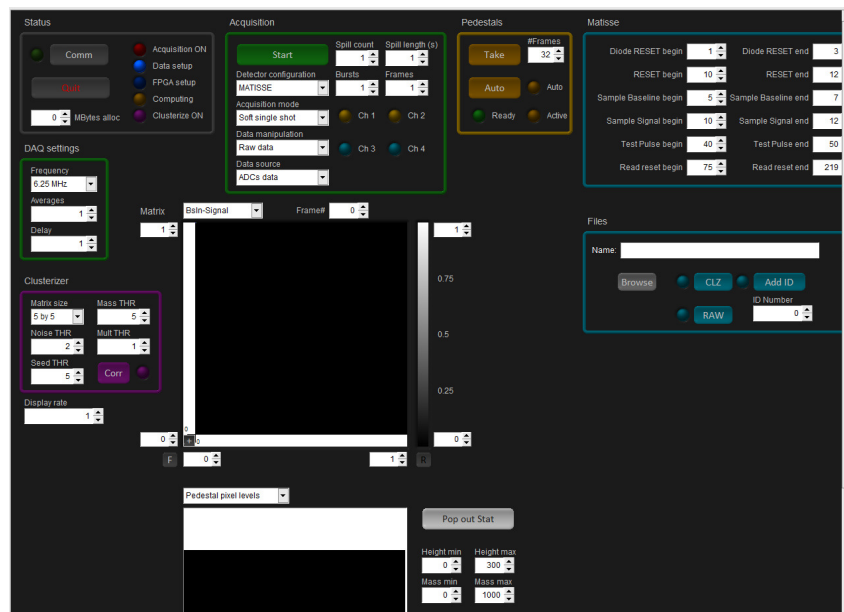 Status
Acquisition
Pedestals
Matisse
Comm
Acquisition ON
Data setup
FPGA setup
Computing
Clusterize ON
0 MBytes alloc
Start
Spill count
1
Spill length (s)
1
Detector configuration
MATISSE
Bursts
1
Frames
1
Acquisition mode
Soft single shot
Ch 1
Ch 2
Data manipulation
Raw data
Ch 3
Ch 4
Data source
ADCs data
Take
#Frames
32
Auto
Auto
Ready
Active
Diode RESET begin 1 Diode RESET end 3
RESET begin 10 RESET end 12
Sample Baseline begin 5 Sample Baseline end 7
Sample Signal begin 10 Sample Signal end 12
Test Pulse begin 40 Test Pulse end 50
Read reset begin 75 Read reset end 219
DAQ settings
Frequency
6.25 MHz
Averages
1
Delay
1
Matrix
Bsln-Signal
Frame# 0
1
1
0.75
0.5
0.25
0
0
0
0
F
0
1
R
Files
Name:
Browse
CLZ
Add ID
RAW
ID Number
0
Clusterizer
Matrix size
5 by 5
Mass THR
5
Noise THR
2
Mult THR
1
Seed THR
5
Corr
Display rate
1
Pedestal pixel levels
Pop out Stat
Height min
0
Height max
300
Mass min
0
Mass max
1000